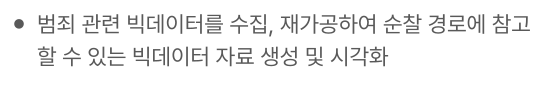 • 범죄 관련 빅데이터를 수집, 재가공하여 순찰 경로에 참고
할 수 있는 빅데이터 자료 생성 및 시각화